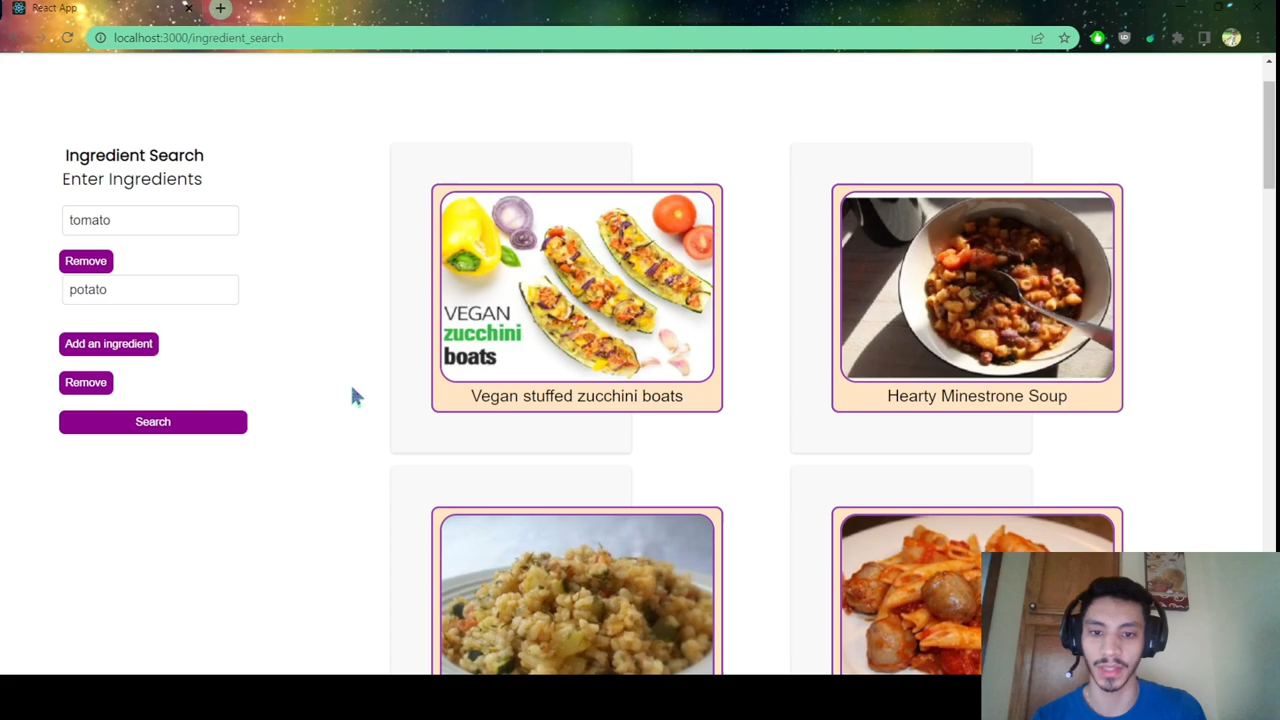 React App
localhost:3000/ingredient_search
Ingredient Search
Enter Ingredients
tomato
Remove
potato
Add an ingredient
Remove
Search
VEGAN
zucchini
boats
Vegan stuffed zucchini boats
Hearty Minestrone Soup